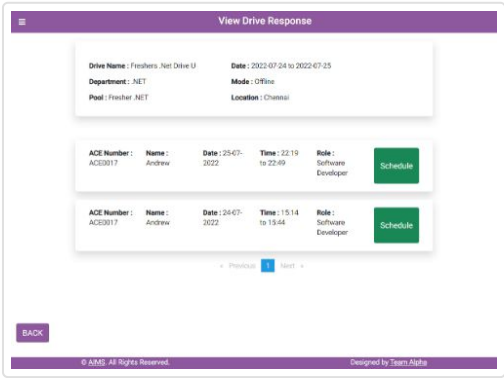 View Drive Response
Drive Name : Freshers .Net Drive U Date : 2022-07-24 to 2022-07-25
Department : .NET Mode : Offline
Pool : Fresher .NET Location : Chennai
ACE Number : Name : Date : 25-07- Time : 22:19 Role :
ACE0017 Andrew 2022 to 22:49 Software
Developer
Schedule
ACE Number : Name : Date : 24-07- Time : 15:14 Role :
ACE0017 Andrew 2022 to 15:44 Software
Developer
Schedule
« Previous 1 Next »
BACK
© AIMS. All Rights Reserved. Designed by Team Alpha